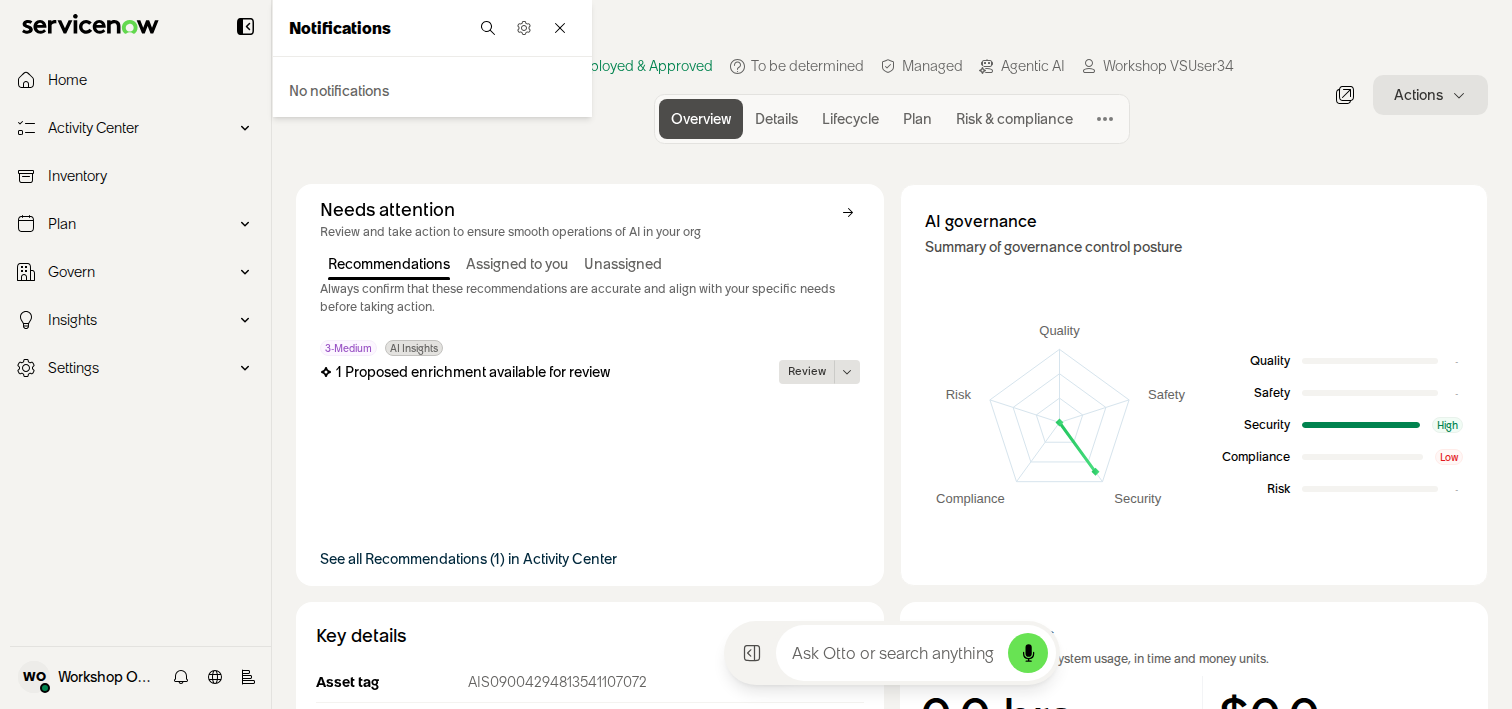 servicenow
Home
Activity Center
Inventory
Plan
Govern
Insights
Settings
WO
Workshop O...
Notifications
No notifications
ployed & Approved
To be determined
Managed
Agentic AI
Workshop VSUser34
Actions
Overview
Details
Lifecycle
Plan
Risk & compliance
Needs attention
Review and take action to ensure smooth operations of AI in your org
Recommendations
Assigned to you
Unassigned
Always confirm that these recommendations are accurate and align with your specific needs
before taking action.
3-Medium
AI Insights
1 Proposed enrichment available for review
Review
See all Recommendations (1) in Activity Center
AI governance
Summary of governance control posture
Quality
Risk
Safety
Compliance
Security
Quality -
Safety -
Security High
Compliance Low
Risk -
Key details
Asset tag
AIS09004294813541107072
Ask Otto or search anything
ystem usage, in time and money units.
0.0 hrs
$0.0